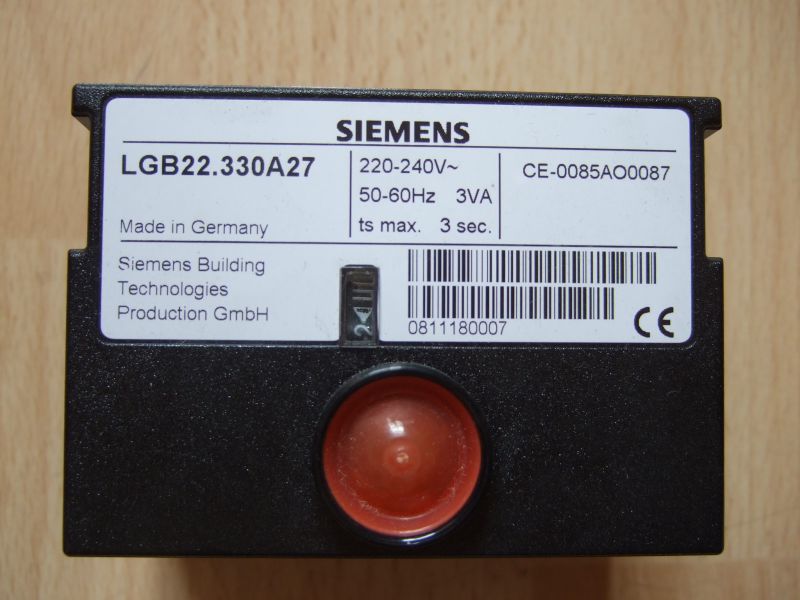 SIEMENS
LGB22.330A27
220-240V~
50-60Hz 3VA
ts max. 3 sec.
CE-0085AO0087
Made in Germany
Siemens Building
Technologies
Production GmbH
0811180007
CE